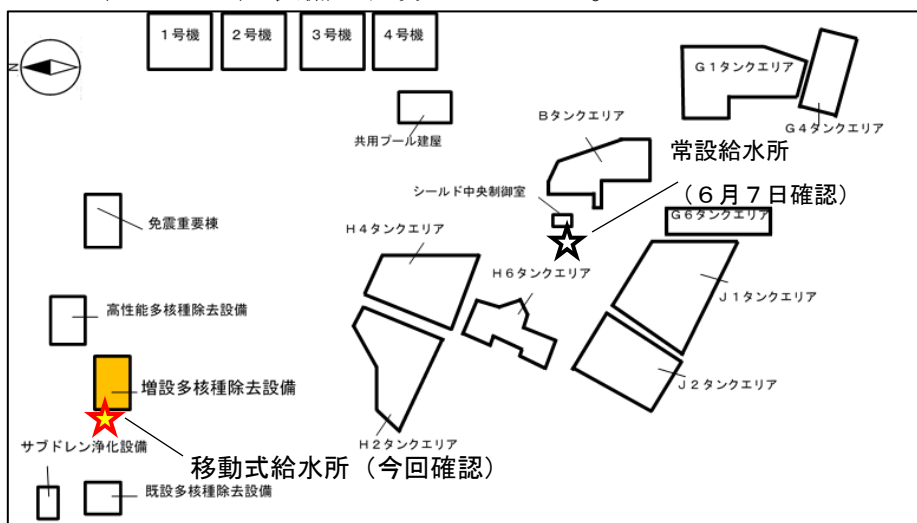 1号機
2号機
3号機
4号機
N
G1タンクエリア
G4タンクエリア
共用プール建屋
Bタンクエリア
常設給水所
(6月7日確認)
シールド中央制御室
免震重要棟
H4タンクエリア
G6タンクエリア
H6タンクエリア
J1タンクエリア
高性能多核種除去設備
増設多核種除去設備
J2タンクエリア
H2タンクエリア
サブドレン浄化設備
移動式給水所(今回確認)
既設多核種除去設備